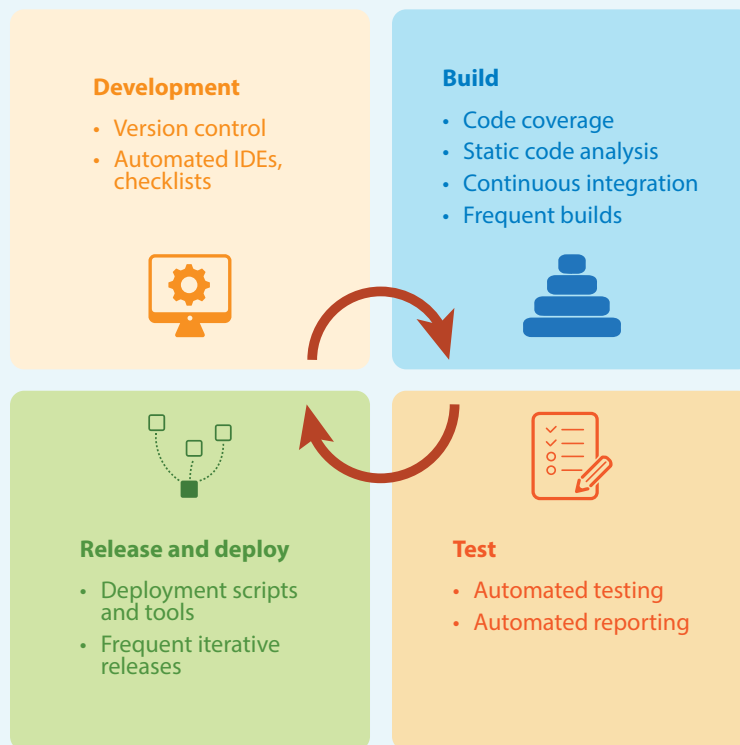 Development
• Version control
• Automated IDEs,
checklists
Build
• Code coverage
• Static code analysis
• Continuous integration
• Frequent builds
Release and deploy
• Deployment scripts
and tools
• Frequent iterative
releases
Test
• Automated testing
• Automated reporting